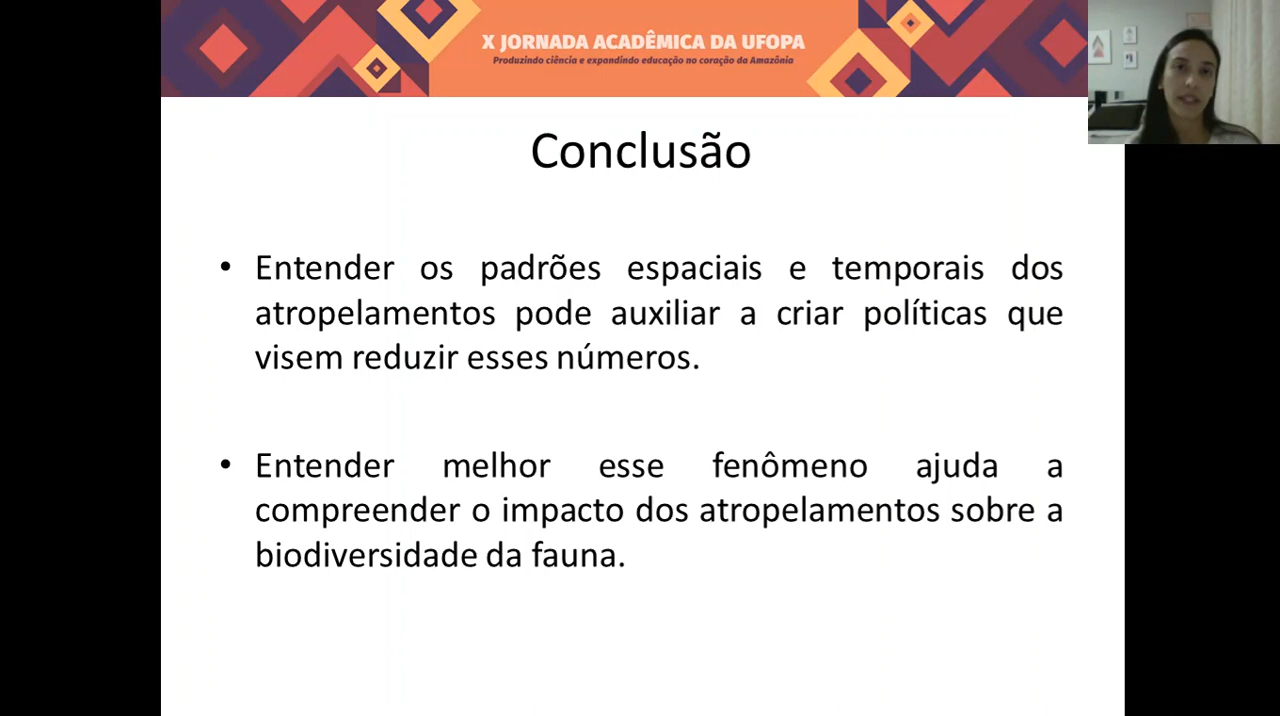 X JORNADA ACADÊMICA DA UFOPA
Produzindo ciência e expandindo educação no coração da Amazônia
Conclusão
• Entender os padrões espaciais e temporais dos
atropelamentos pode auxiliar a criar políticas que
visem reduzir esses números.
• Entender melhor esse fenômeno ajuda a
compreender o impacto dos atropelamentos sobre a
biodiversidade da fauna.